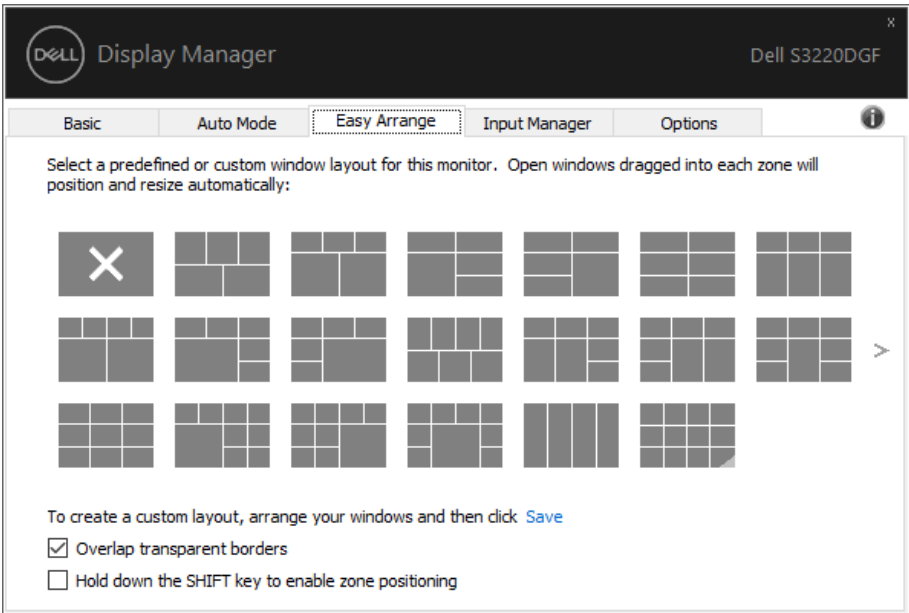 x
DELL Display Manager
Dell S3220DGF
Basic Auto Mode Easy Arrange Input Manager Options
Select a predefined or custom window layout for this monitor. Open windows dragged into each zone will
position and resize automatically:
To create a custom layout, arrange your windows and then click Save
Overlap transparent borders
Hold down the SHIFT key to enable zone positioning